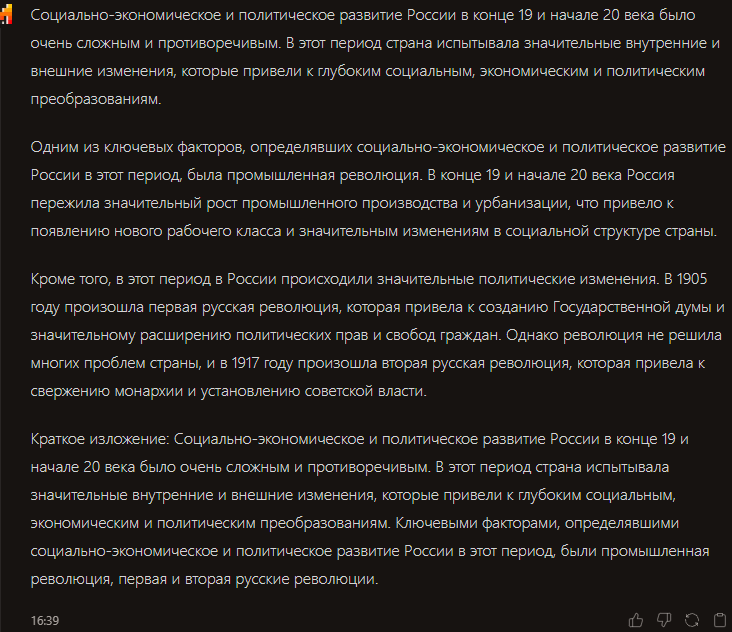 Социально-экономическое и политическое развитие России в конце 19 и начале 20 века было
очень сложным и противоречивым. В этот период страна испытывала значительные внутренние и
внешние изменения, которые привели к глубоким социальным, экономическим и политическим
преобразованиям.
Одним из ключевых факторов, определявших социально-экономическое и политическое развитие
России в этот период, была промышленная революция. В конце 19 и начале 20 века Россия
пережила значительный рост промышленного производства и урбанизации, что привело к
появлению нового рабочего класса и значительным изменениям в социальной структуре страны.
Кроме того, в этот период в России происходили значительные политические изменения. В 1905
году произошла первая русская революция, которая привела к созданию Государственной думы и
значительному расширению политических прав и свобод граждан. Однако революция не решила
многих проблем страны, и в 1917 году произошла вторая русская революция, которая привела к
свержению монархии и установлению советской власти.
Краткое изложение: Социально-экономическое и политическое развитие России в конце 19 и
начале 20 века было очень сложным и противоречивым. В этот период страна испытывала
значительные внутренние и внешние изменения, которые привели к глубоким социальным,
экономическим и политическим преобразованиям. Ключевыми факторами, определявшими
социально-экономическое и политическое развитие России в этот период, были промышленная
революция, первая и вторая русские революции.
16:39